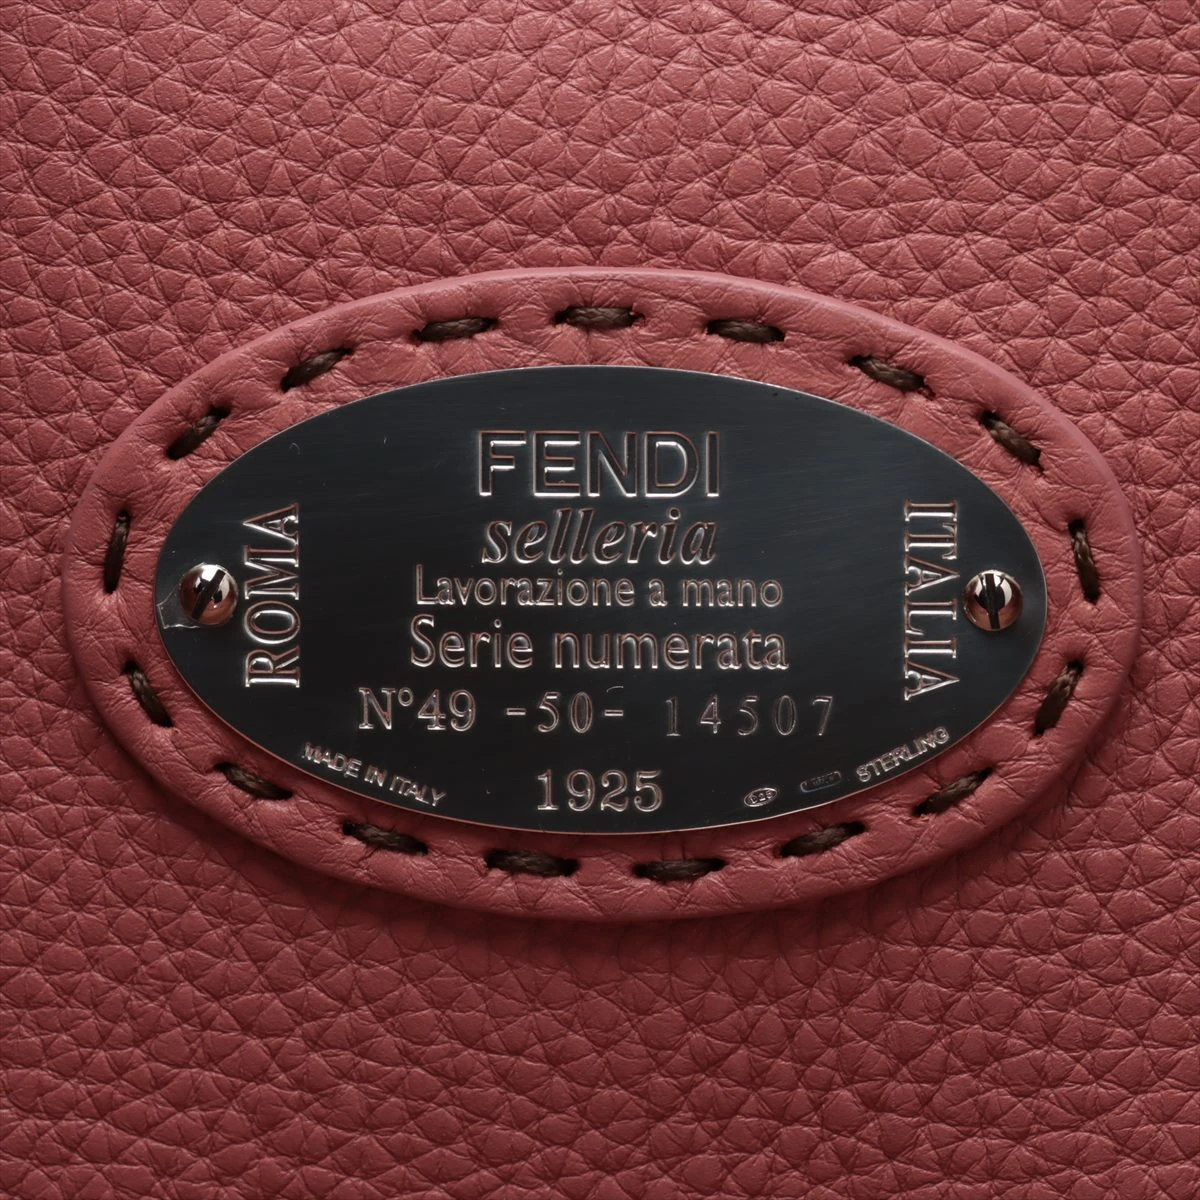 FENDI
selleria
Lavorazione a mano
Serie numerata
N°49 -50- 14507
1925
ROMA
ITALIA
MADE IN ITALY
STERLING